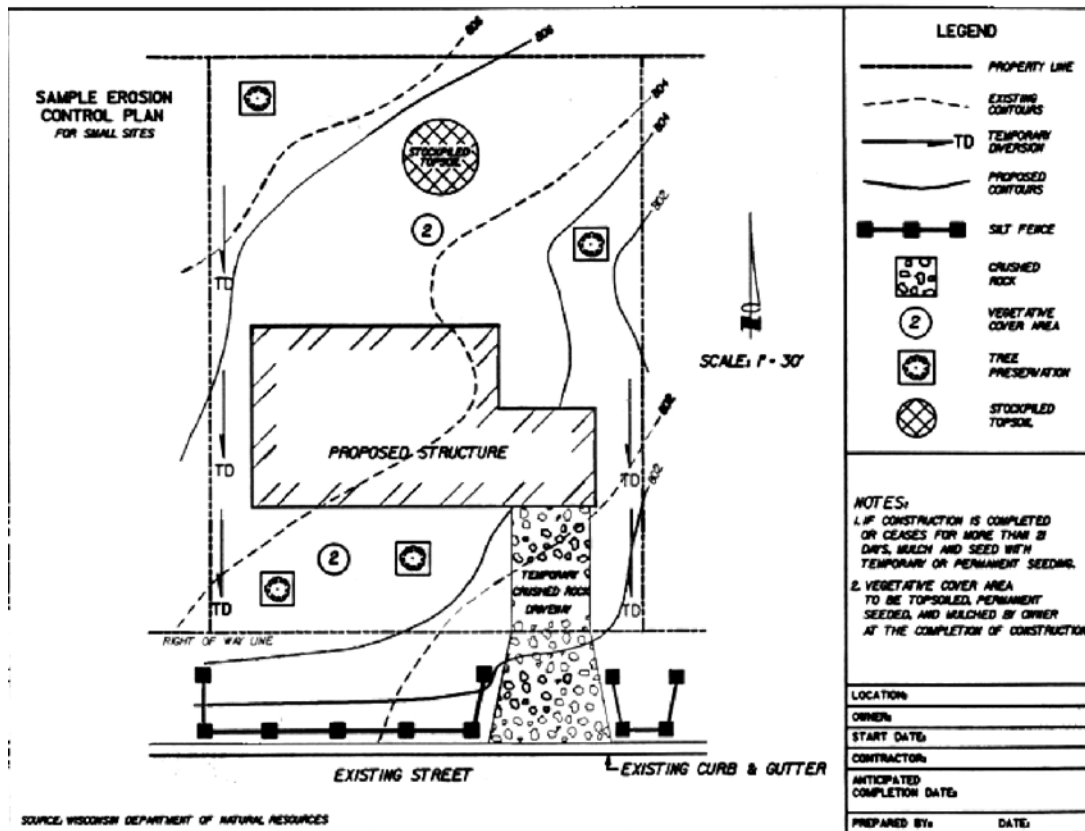 SAMPLE EROSION
CONTROL PLAN
FOR SMALL SITES
806
806
804
804
802
802
802
STOCKPILED
TOPSOIL
2
TD
TD
TD
TD
TD
SCALE: 1" = 30'
PROPOSED STRUCTURE
2
TEMPORARY
CRUSHED ROCK
DRIVEWAY
RIGHT OF WAY LINE
EXISTING STREET
EXISTING CURB & GUTTER
SOURCE: WISCONSIN DEPARTMENT OF NATURAL RESOURCES
LEGEND
PROPERTY LINE
EXISTING
CONTOURS
TD
TEMPORARY
DIVERSION
PROPOSED
CONTOURS
SILT FENCE
CRUSHED
ROCK
2
VEGETATIVE
COVER AREA
TREE
PRESERVATION
STOCKPILED
TOPSOIL
NOTES:
1. IF CONSTRUCTION IS COMPLETED
OR CEASES FOR MORE THAN 21
DAYS, MULCH AND SEED WITH
TEMPORARY OR PERMANENT SEEDING.
2. VEGETATIVE COVER AREA
TO BE TOPSOILED, PERMANENT
SEEDED, AND MULCHED BY OWNER
AT THE COMPLETION OF CONSTRUCTION
LOCATION:
OWNER:
START DATE:
CONTRACTOR:
ANTICIPATED
COMPLETION DATE:
PREPARED BY: DATE: